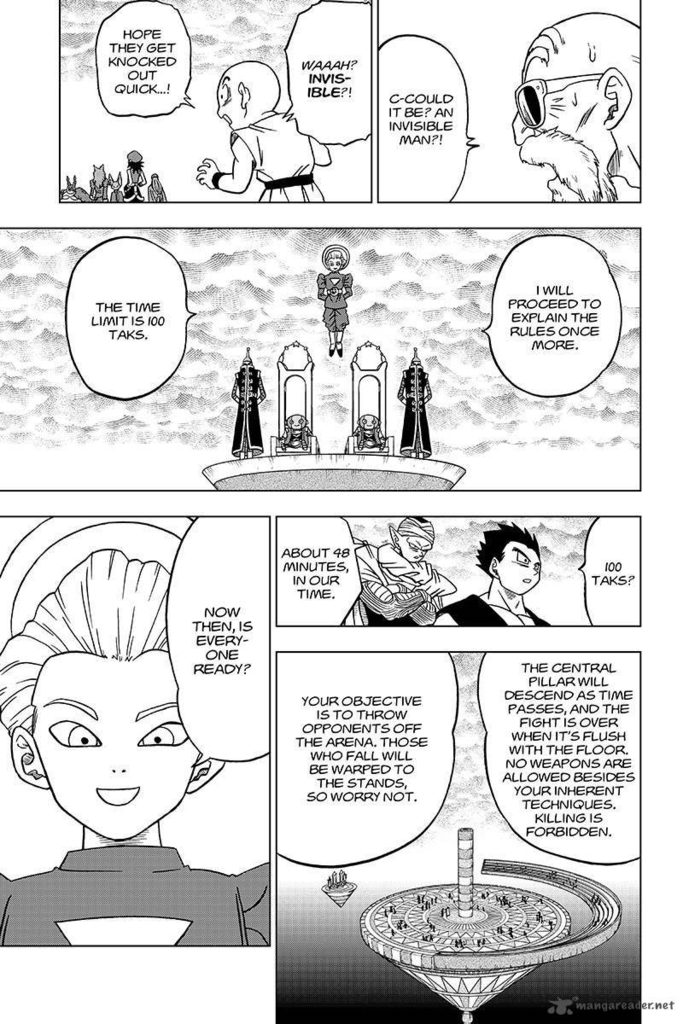 C-COULD
IT BE? AN
INVISIBLE
MAN?!
WAAAH?
INVIS-
IBLE?!
HOPE
THEY GET
KNOCKED
OUT
QUICK...!
I WILL
PROCEED TO
EXPLAIN THE
RULES ONCE
MORE.
THE TIME
LIMIT IS 100
TAKS.
100
TAKS?
ABOUT 48
MINUTES,
IN OUR
TIME.
THE CENTRAL
PILLAR WILL
DESCEND AS TIME
PASSES, AND THE
FIGHT IS OVER
WHEN IT'S FLUSH
WITH THE FLOOR.
NO WEAPONS ARE
ALLOWED BESIDES
YOUR INHERENT
TECHNIQUES.
KILLING IS
FORBIDDEN.
YOUR OBJECTIVE
IS TO THROW
OPPONENTS OFF
THE ARENA. THOSE
WHO FALL WILL
BE WARPED TO
THE STANDS,
SO WORRY NOT.
NOW
THEN, IS
EVERY-
ONE
READY?
mangareader.net